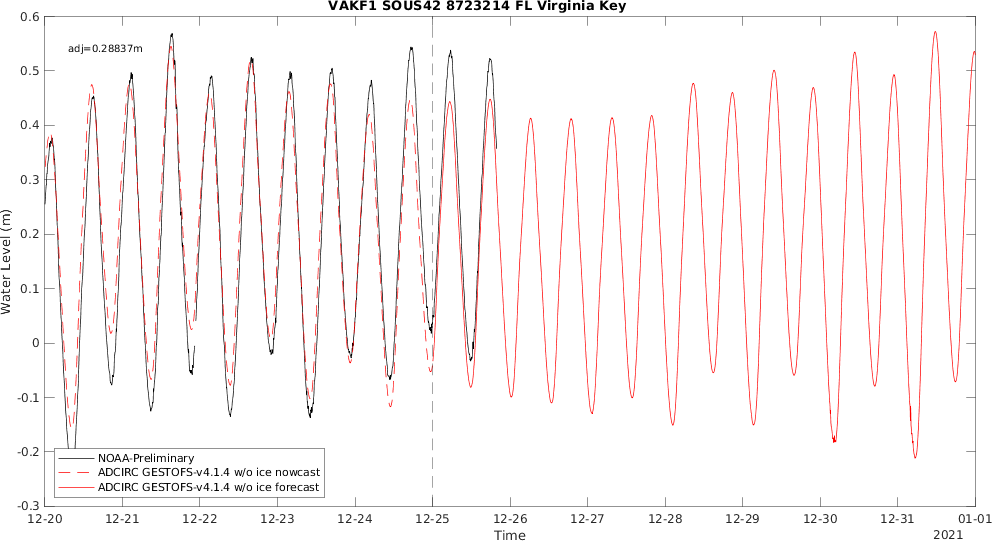 VAKF1 SOUS42 8723214 FL Virginia Key
adj=0.28837m
Water Level (m)
0.6
0.5
0.4
0.3
0.2
0.1
0
-0.1
-0.2
-0.3
NOAA-Preliminary
ADCIRC GESTOFS-v4.1.4 w/o ice nowcast
ADCIRC GESTOFS-v4.1.4 w/o ice forecast
12-20 12-21 12-22 12-23 12-24 12-25 12-26 12-27 12-28 12-29 12-30 12-31 01-01
Time
2021